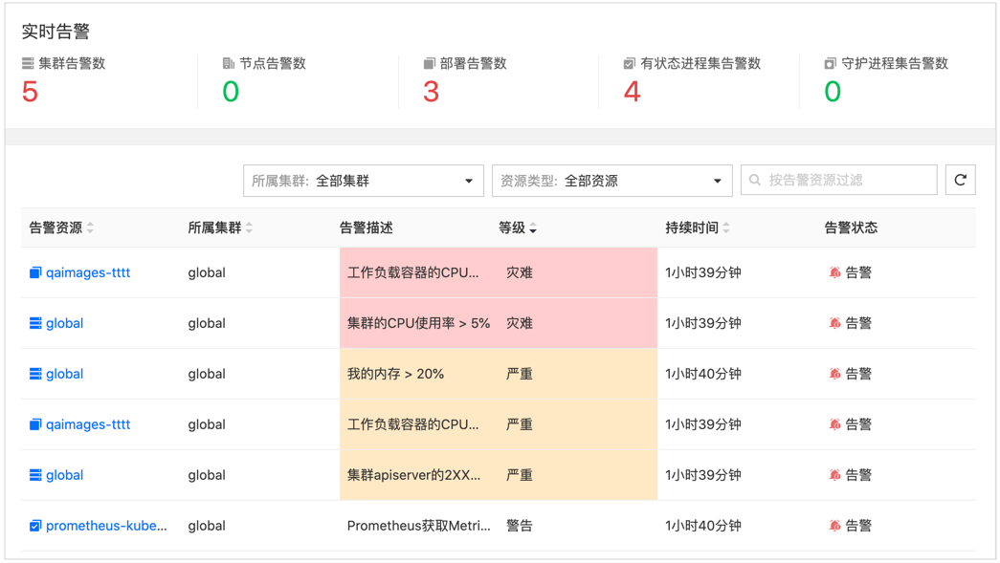 实时告警
集群告警数 节点告警数 部署告警数 有状态进程集告警数 守护进程集告警数
5 0 3 4 0
所属集群: 全部集群 资源类型: 全部资源 按告警资源过滤
告警资源 所属集群 告警描述 等级 持续时间 告警状态
qaimages-tttt global 工作负载容器的CPU... 灾难 1小时39分钟 告警
global global 集群的CPU使用率 > 5% 灾难 1小时39分钟 告警
global global 我的内存 > 20% 严重 1小时40分钟 告警
qaimages-tttt global 工作负载容器的CPU... 严重 1小时39分钟 告警
global global 集群apiserver的2XX... 严重 1小时39分钟 告警
prometheus-kube... global Prometheus获取Metri... 警告 1小时40分钟 告警